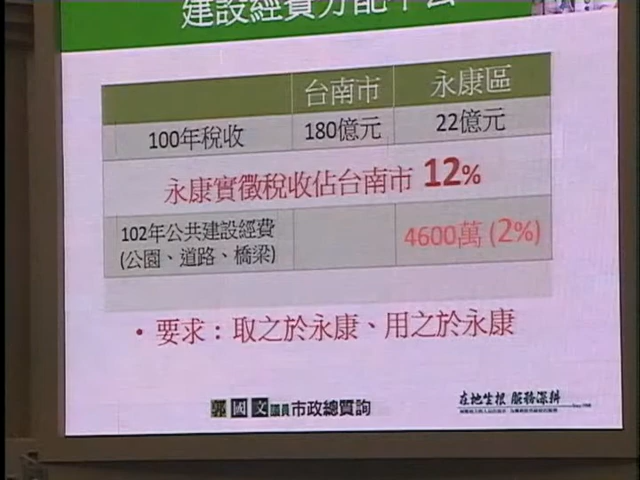 建設經費分配不公
台南市 永康區
100年稅收 180億元 22億元
永康實徵稅收佔台南市 12%
102年公共建設經費
(公園、道路、橋梁)
4600萬 (2%)
• 要求：取之於永康、用之於永康
郭國文議員市政總質詢
在地生根 服務深耕